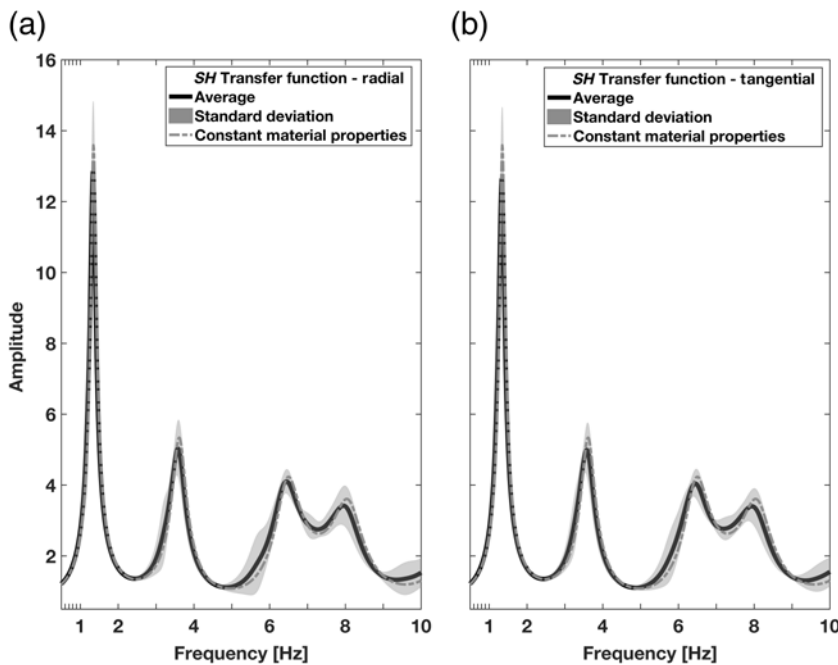 (a)
(b)
SH Transfer function - radial
Average
Standard deviation
Constant material properties
SH Transfer function - tangential
Average
Standard deviation
Constant material properties
16
14
12
10
8
6
4
2
Amplitude
1 2 4 6 8 10
1 2 4 6 8 10
Frequency [Hz]
Frequency [Hz]